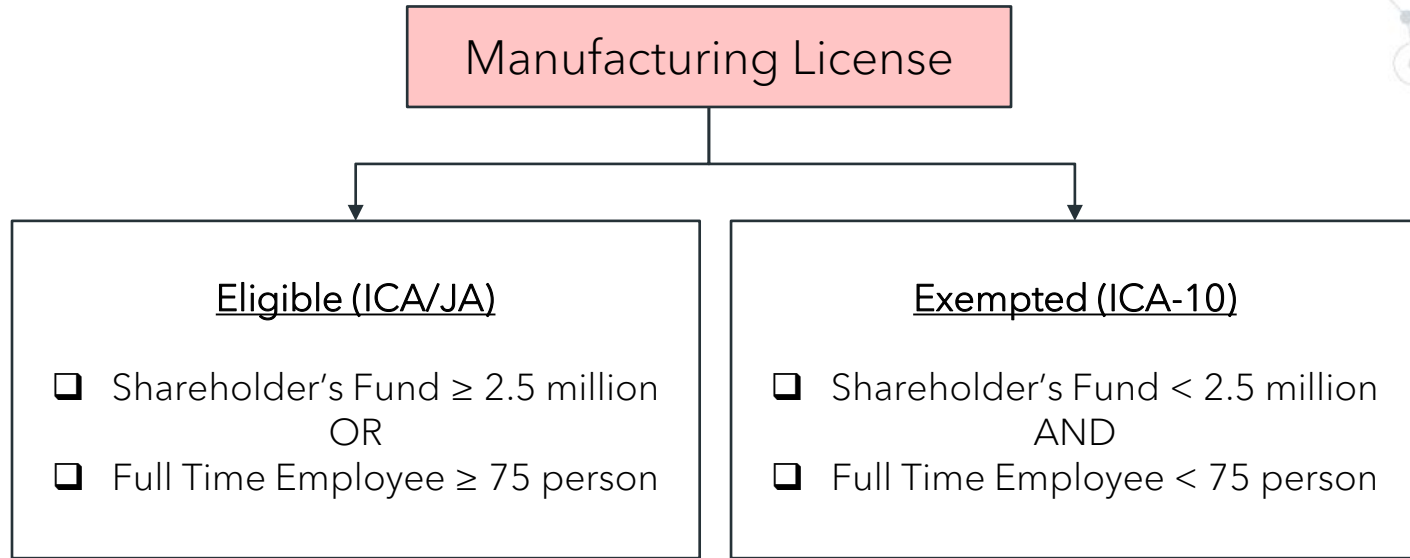 Manufacturing License
Eligible (ICA/JA)
❑ Shareholder’s Fund ≥ 2.5 million
OR
❑ Full Time Employee ≥ 75 person
Exempted (ICA-10)
❑ Shareholder’s Fund < 2.5 million
AND
❑ Full Time Employee < 75 person